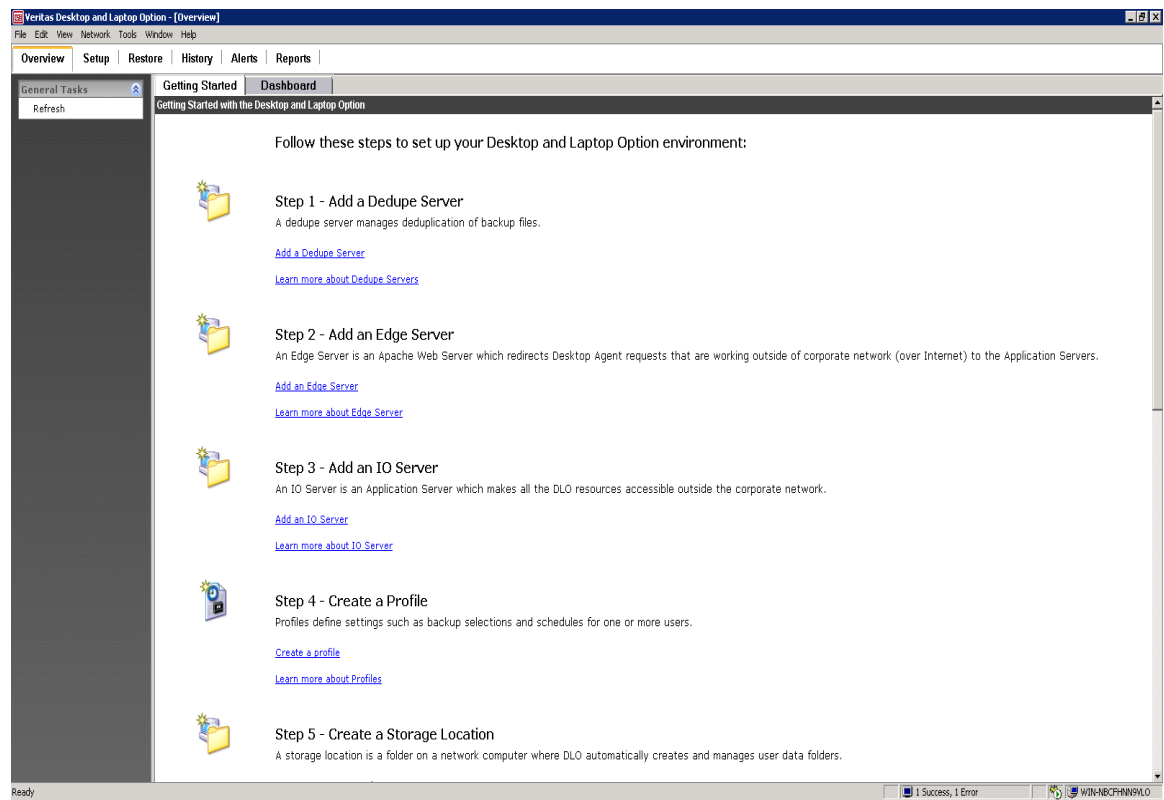 Veritas Desktop and Laptop Option - [Overview]
File Edit View Network Tools Window Help
Overview Setup Restore History Alerts Reports
General Tasks
Refresh
Getting Started Dashboard
Getting Started with the Desktop and Laptop Option
Follow these steps to set up your Desktop and Laptop Option environment:
Step 1 - Add a Dedupe Server
A dedupe server manages deduplication of backup files.
Add a Dedupe Server
Learn more about Dedupe Servers
Step 2 - Add an Edge Server
An Edge Server is an Apache Web Server which redirects Desktop Agent requests that are working outside of corporate network (over Internet) to the Application Servers.
Add an Edge Server
Learn more about Edge Server
Step 3 - Add an IO Server
An IO Server is an Application Server which makes all the DLO resources accessible outside the corporate network.
Add an IO Server
Learn more about IO Server
Step 4 - Create a Profile
Profiles define settings such as backup selections and schedules for one or more users.
Create a profile
Learn more about Profiles
Step 5 - Create a Storage Location
A storage location is a folder on a network computer where DLO automatically creates and manages user data folders.
Ready
1 Success, 1 Error
WIN-NBCFHNN9VLO